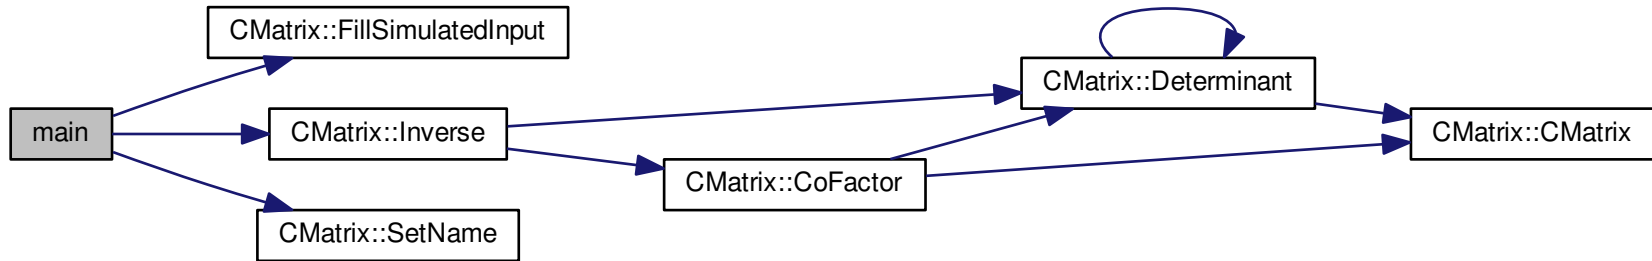 main
CMatrix::FillSimulatedInput
CMatrix::Inverse
CMatrix::SetName
CMatrix::CoFactor
CMatrix::Determinant
CMatrix::CMatrix